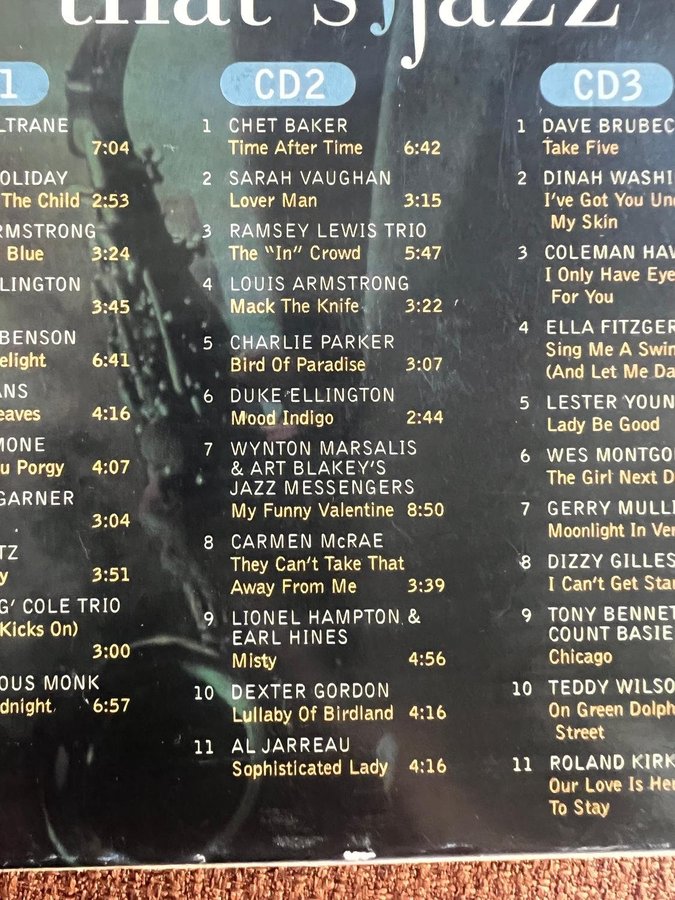 that's jazz
1
LTRANE
7:04
OLIDAY
The Child 2:53
RMSTRONG
Blue 3:24
LLINGTON
3:45
BENSON
elight 6:41
ANS
eaves 4:16
MONE
u Porgy 4:07
GARNER
3:04
TZ
y 3:51
G' COLE TRIO
Kicks On)
3:00
OUS MONK
dnight 6:57
CD2
1 CHET BAKER
Time After Time 6:42
2 SARAH VAUGHAN
Lover Man 3:15
3 RAMSEY LEWIS TRIO
The "In" Crowd 5:47
4 LOUIS ARMSTRONG
Mack The Knife 3:22
5 CHARLIE PARKER
Bird Of Paradise 3:07
6 DUKE ELLINGTON
Mood Indigo 2:44
7 WYNTON MARSALIS
& ART BLAKEY'S
JAZZ MESSENGERS
My Funny Valentine 8:50
8 CARMEN McRAE
They Can't Take That
Away From Me 3:39
9 LIONEL HAMPTON &
EARL HINES
Misty 4:56
10 DEXTER GORDON
Lullaby Of Birdland 4:16
11 AL JARREAU
Sophisticated Lady 4:16
CD3
1 DAVE BRUBEC
Take Five
2 DINAH WASHI
I've Got You Un
My Skin
3 COLEMAN HAW
I Only Have Eye
For You
4 ELLA FITZGER
Sing Me A Swin
(And Let Me Da
5 LESTER YOUN
Lady Be Good
6 WES MONTGO
The Girl Next D
7 GERRY MULLI
Moonlight In Ver
8 DIZZY GILLES
I Can't Get Star
9 TONY BENNET
COUNT BASIE
Chicago
10 TEDDY WILSO
On Green Dolph
Street
11 ROLAND KIRK
Our Love Is Her
To Stay